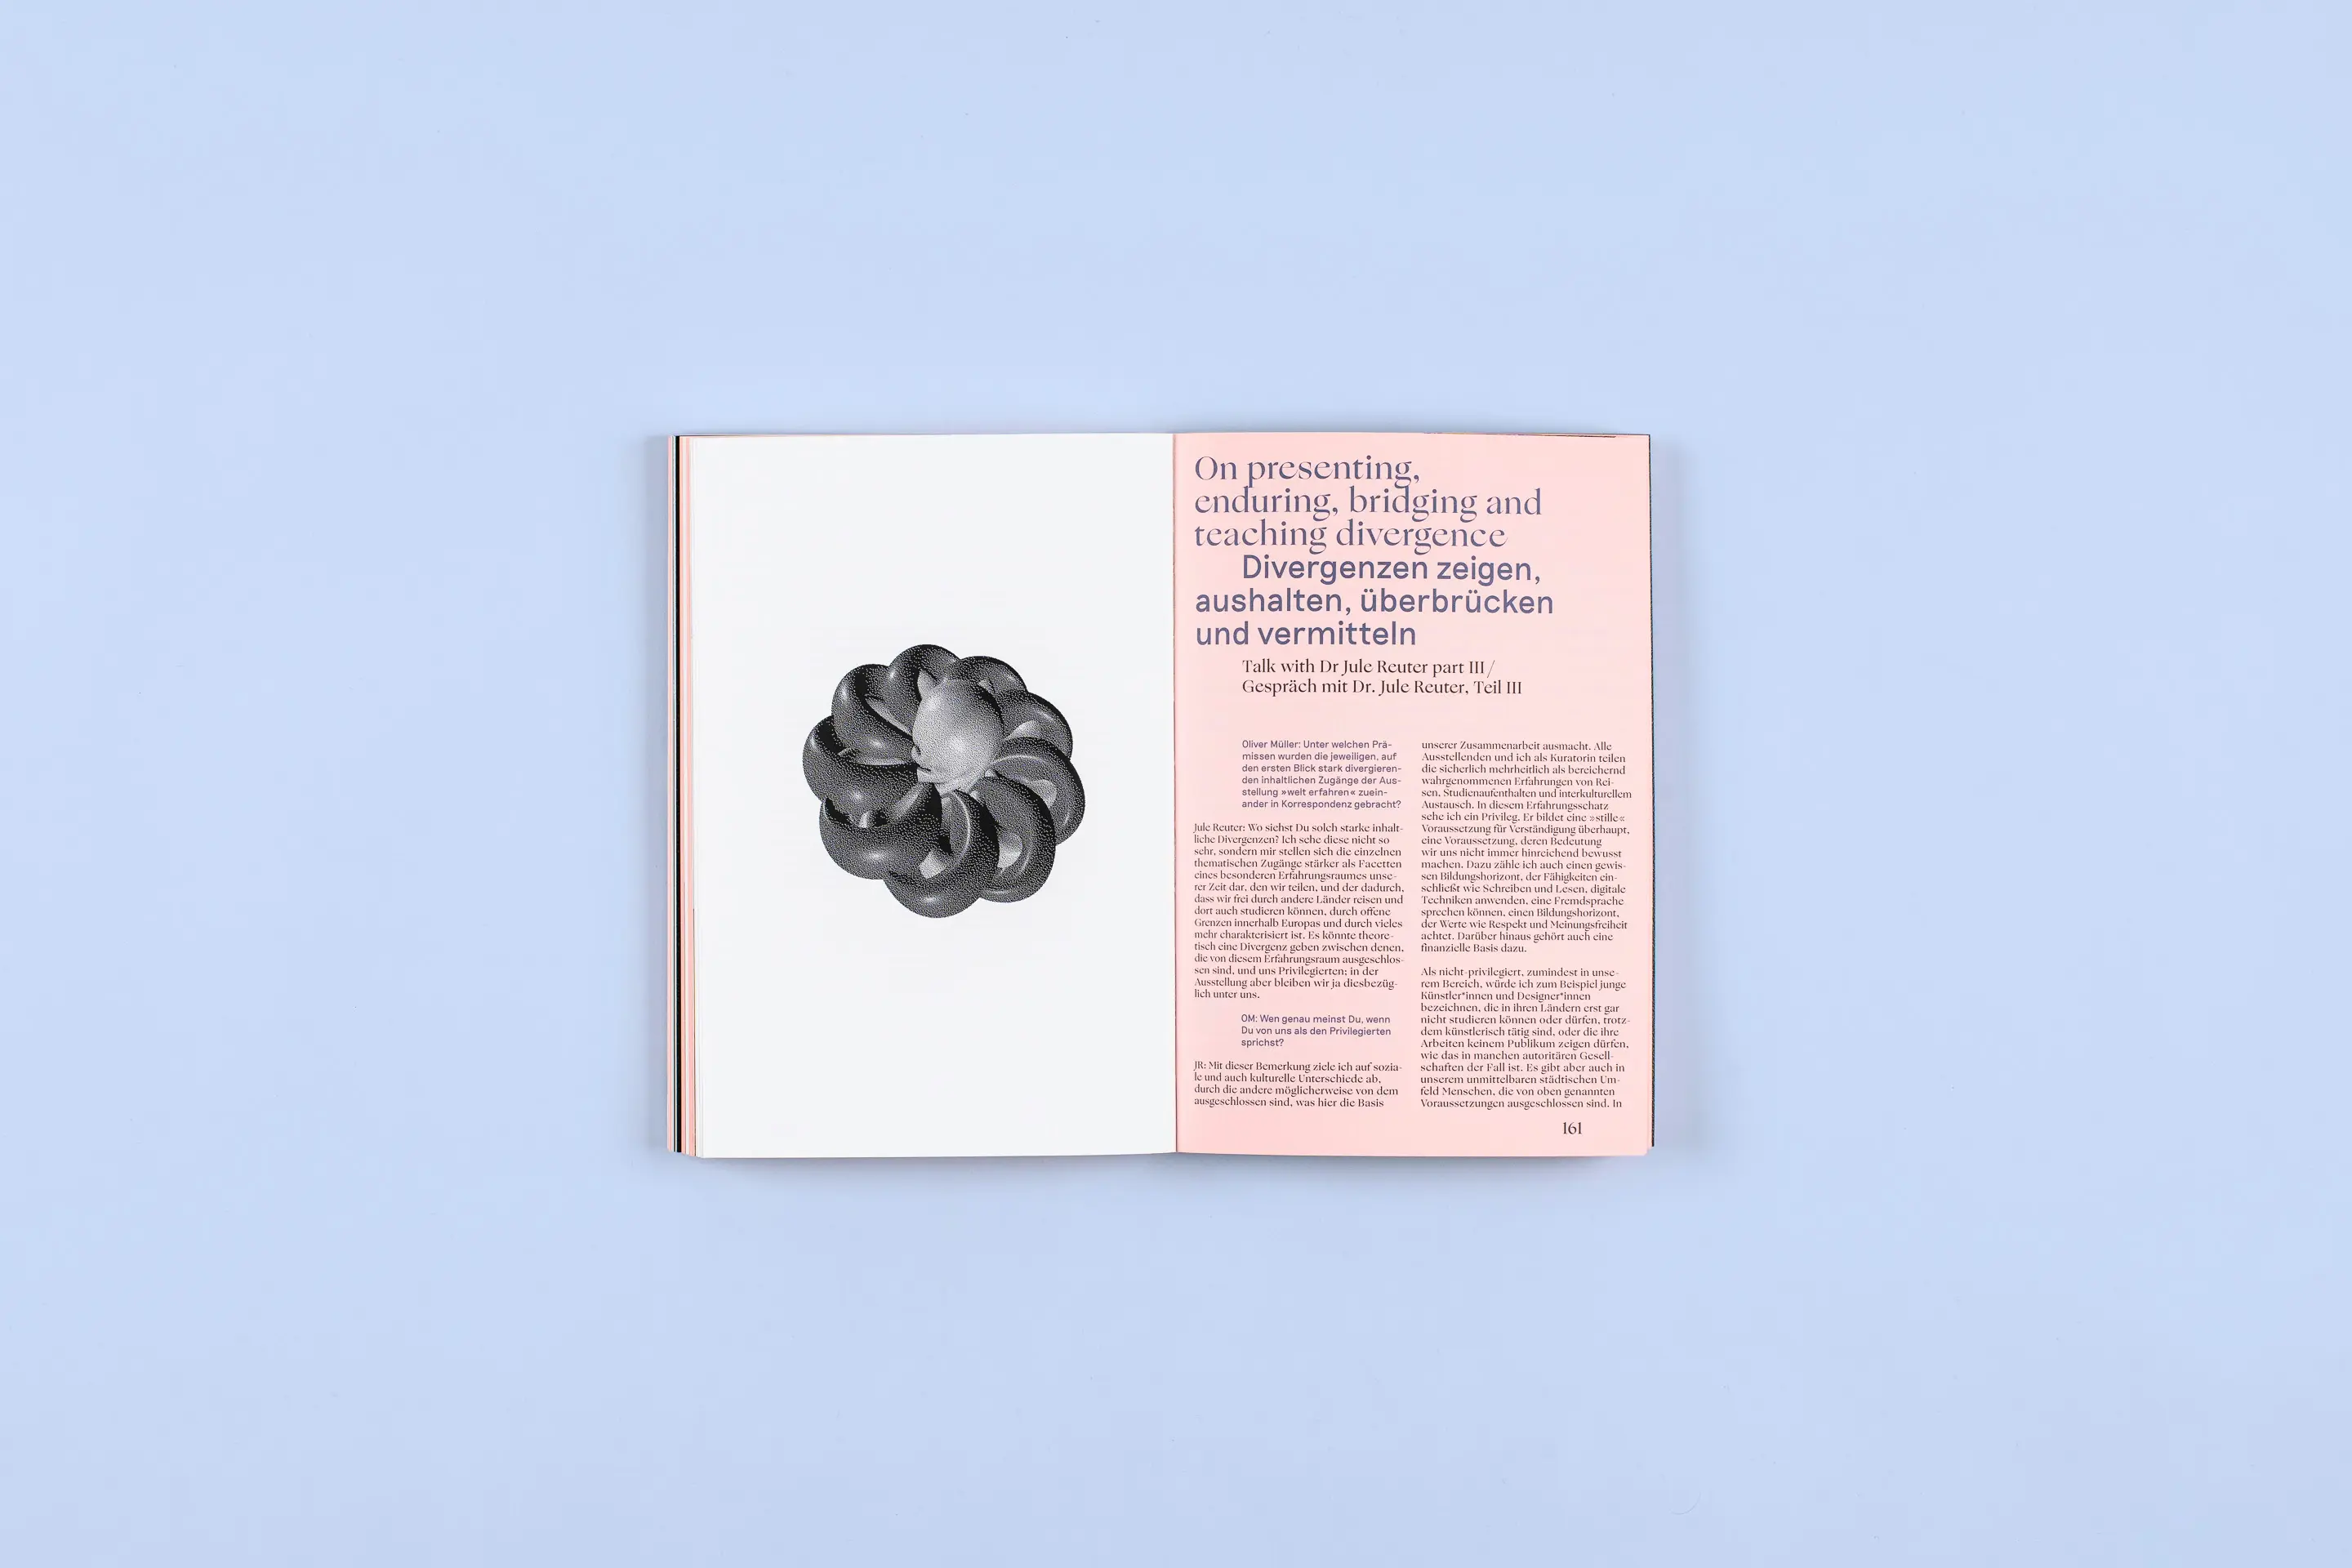 On presenting,
enduring, bridging and
teaching divergence
Divergenzen zeigen,
aushalten, überbrücken
und vermitteln
Talk with Dr Jule Reuter part III /
Gespräch mit Dr. Jule Reuter, Teil III
Oliver Müller: Unter welchen Prä-
missen wurden die jeweiligen, auf
den ersten Blick stark divergieren-
den inhaltlichen Zugänge der Aus-
stellung »welt erfahren« zuein-
ander in Korrespondenz gebracht?
Jule Reuter: Wo siehst Du solch starke inhalt-
liche Divergenzen? Ich sehe diese nicht so
sehr, sondern mir stellen sich die einzelnen
thematischen Zugänge stärker als Facetten
eines besonderen Erfahrungsraumes unse-
rer Zeit dar, den wir teilen, und der dadurch,
dass wir frei durch andere Länder reisen und
dort auch studieren können, durch offene
Grenzen innerhalb Europas und durch vieles
mehr charakterisiert ist. Es könnte theore-
tisch eine Divergenz geben zwischen denen,
die von diesem Erfahrungsraum ausgeschlos-
sen sind, und uns Privilegierten; in der
Ausstellung aber bleiben wir ja diesbezüg-
lich unter uns.
OM: Wen genau meinst Du, wenn
Du von uns als den Privilegierten
sprichst?
JR: Mit dieser Bemerkung ziele ich auf sozia-
le und auch kulturelle Unterschiede ab,
durch die andere möglicherweise von dem
ausgeschlossen sind, was hier die Basis
unserer Zusammenarbeit ausmacht. Alle
Ausstellenden und ich als Kuratorin teilen
die sicherlich mehrheitlich als bereichernd
wahrgenommenen Erfahrungen von Rei-
sen, Studienaufenthalten und interkulturellem
Austausch. In diesem Erfahrungsschatz
sehe ich ein Privileg. Er bildet eine »stille«
Voraussetzung für Verständigung überhaupt,
eine Voraussetzung, deren Bedeutung
wir uns nicht immer hinreichend bewusst
machen. Dazu zähle ich auch einen gewis-
sen Bildungshorizont, der Fähigkeiten ein-
schließt wie Schreiben und Lesen, digitale
Techniken anwenden, eine Fremdsprache
sprechen können, einen Bildungshorizont,
der Werte wie Respekt und Meinungsfreiheit
achtet. Darüber hinaus gehört auch eine
finanzielle Basis dazu.
Als nicht-privilegiert, zumindest in unse-
rem Bereich, würde ich zum Beispiel junge
Künstler*innen und Designer*innen
bezeichnen, die in ihren Ländern erst gar
nicht studieren können oder dürfen, trotz-
dem künstlerisch tätig sind, oder die ihre
Arbeiten keinem Publikum zeigen dürfen,
wie das in manchen autoritären Gesell-
schaften der Fall ist. Es gibt aber auch in
unserem unmittelbaren städtischen Um-
feld Menschen, die von oben genannten
Voraussetzungen ausgeschlossen sind. In
161